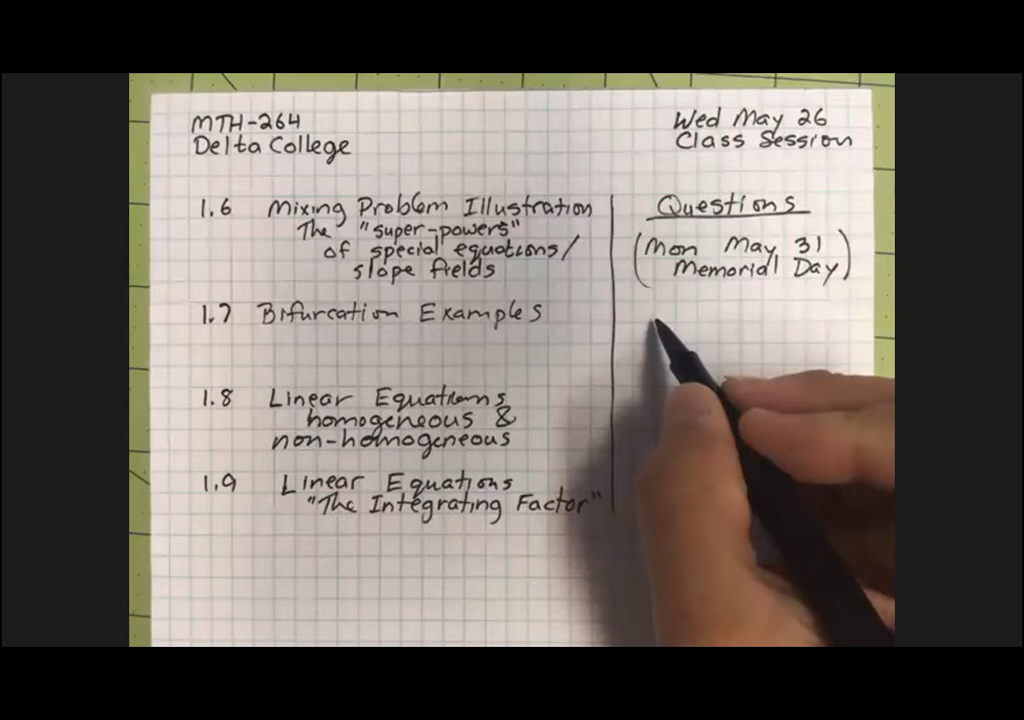 MTH-264
Delta College
Wed May 26
Class Session
1.6 Mixing Problem Illustration
The "super-powers"
of special equations/
slope fields
1.7 Bifurcation Examples
1.8 Linear Equations
homogeneous &
non-homogeneous
1.9 Linear Equations
"The Integrating Factor"
Questions
(Mon May 31
Memorial Day)